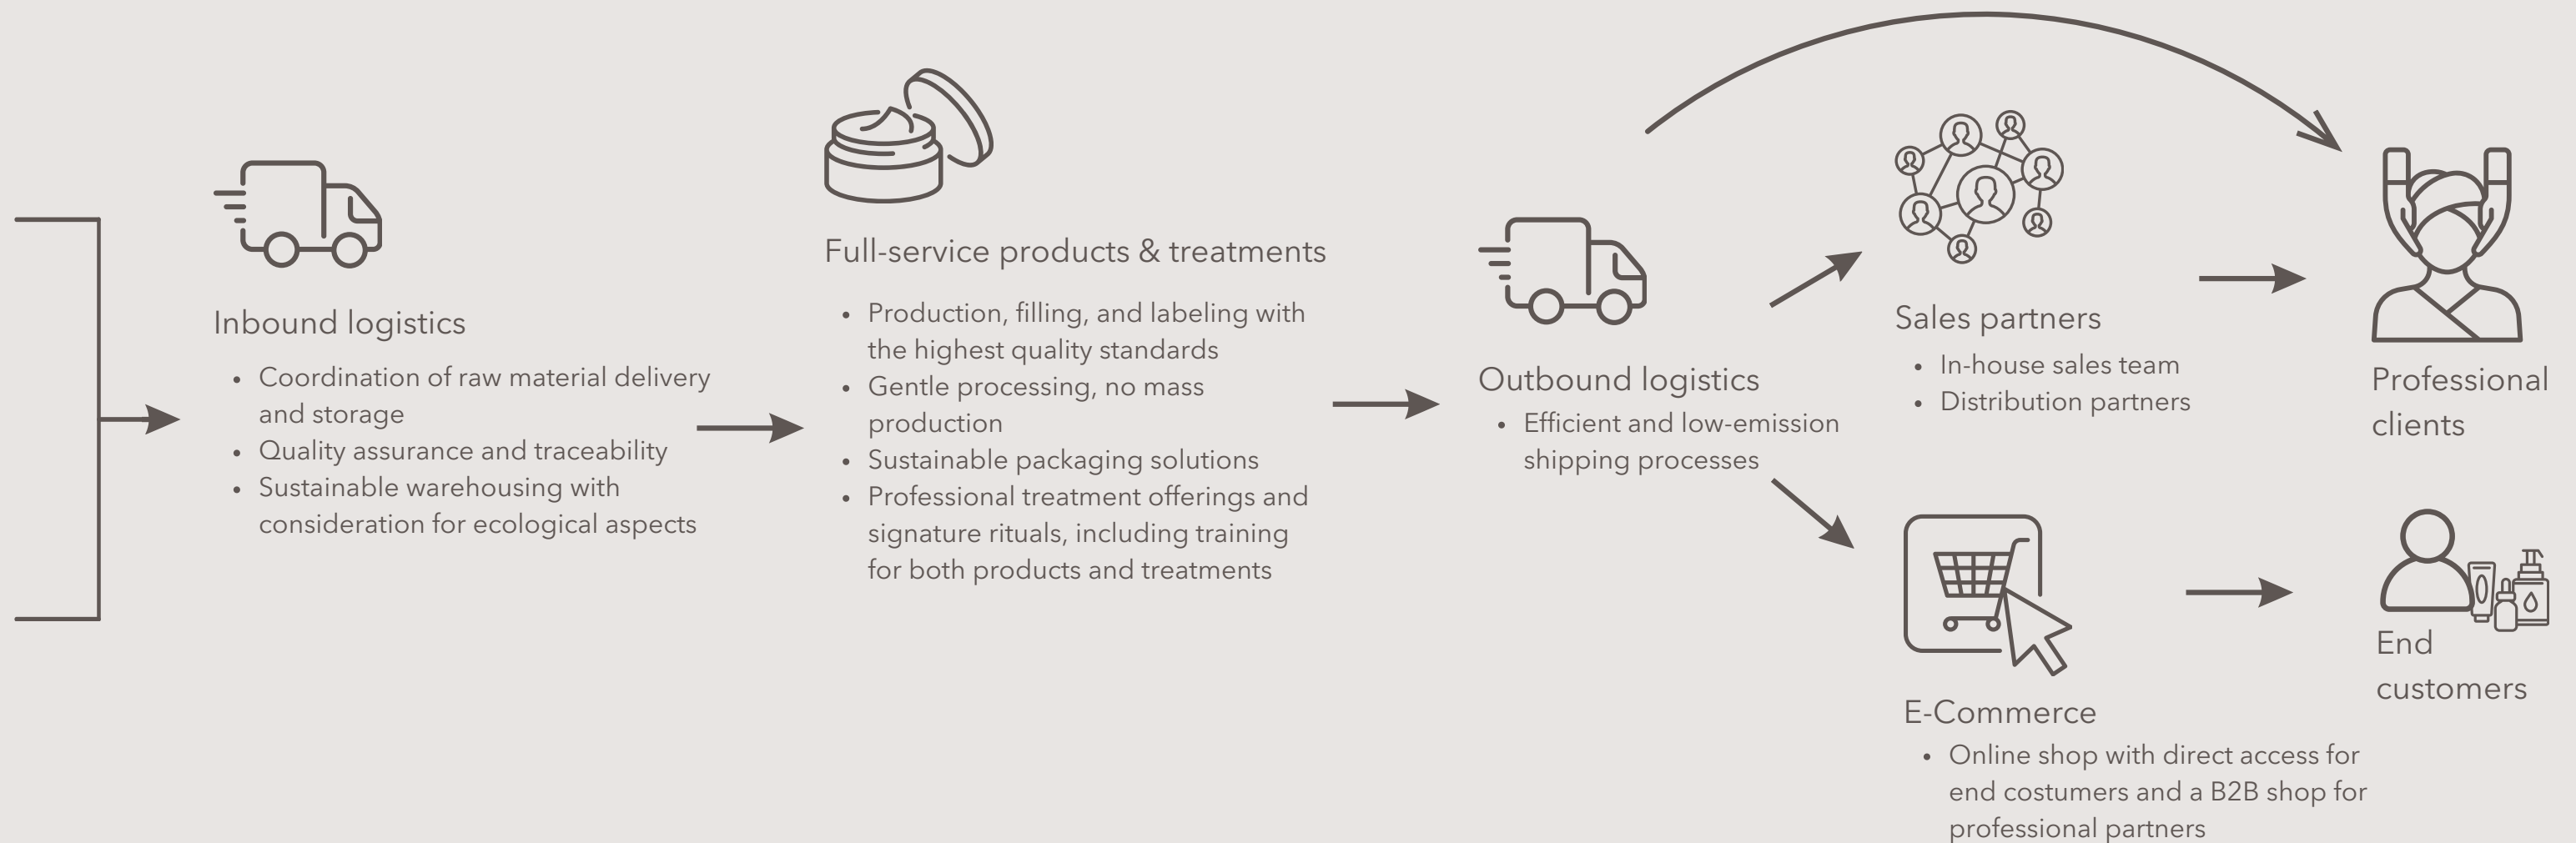 Inbound logistics
• Coordination of raw material delivery
and storage
• Quality assurance and traceability
• Sustainable warehousing with
consideration for ecological aspects
Full-service products & treatments
• Production, filling, and labeling with
the highest quality standards
• Gentle processing, no mass
production
• Sustainable packaging solutions
• Professional treatment offerings and
signature rituals, including training
for both products and treatments
Outbound logistics
• Efficient and low-emission
shipping processes
Sales partners
• In-house sales team
• Distribution partners
Professional
clients
E-Commerce
• Online shop with direct access for
end costumers and a B2B shop for
professional partners
End
customers